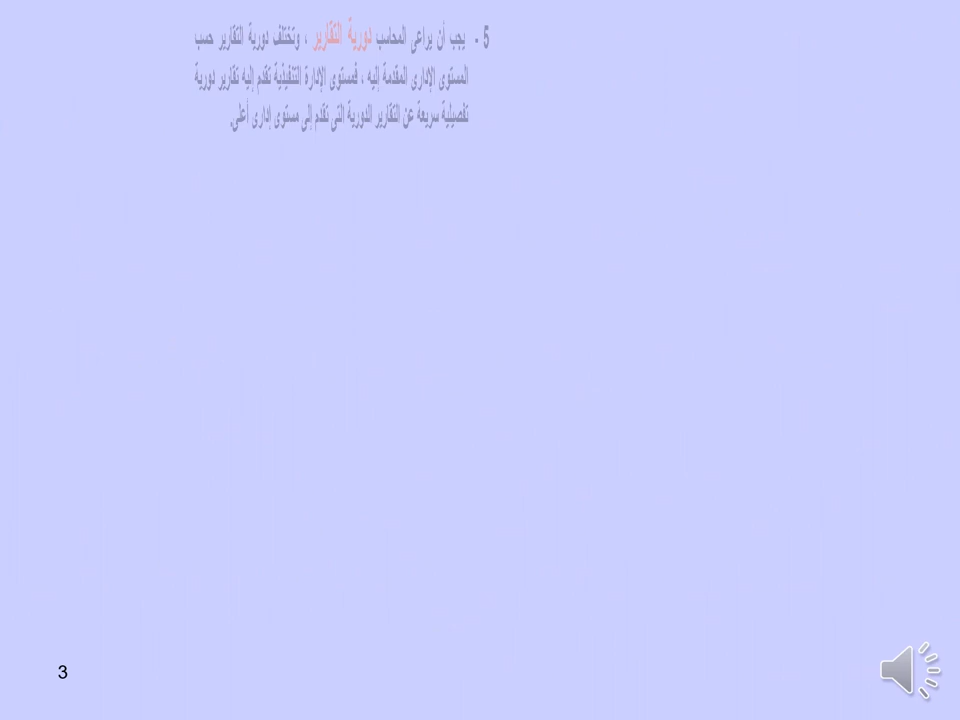 5 - يجب أن يراعى المحاسب دورية التقارير ، وتختلف دورية التقارير حسب
المستوى الإدارى المقدمة إليه ، فمستوى الإدارة التنفيذية تقدم إليه تقارير دورية
تفصيلية سريعة عن التقارير الدورية التى تقدم إلى مستوى إدارى أعلى.
3